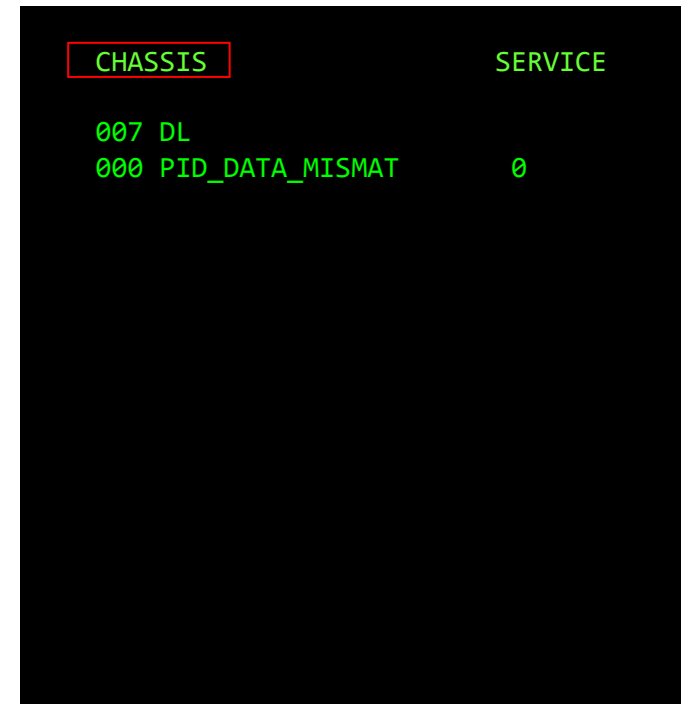 CHASSIS SERVICE
007 DL
000 PID_DATA_MISMAT 0